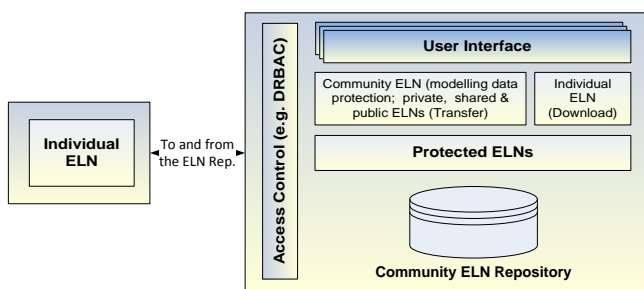 Individual
ELN
To and from
the ELN Rep.
Access Control (e.g. DRBAC)
User Interface
Community ELN (modelling data
protection; private, shared &
public ELNs (Transfer)
Individual
ELN
(Download)
Protected ELNs
Community ELN Repository